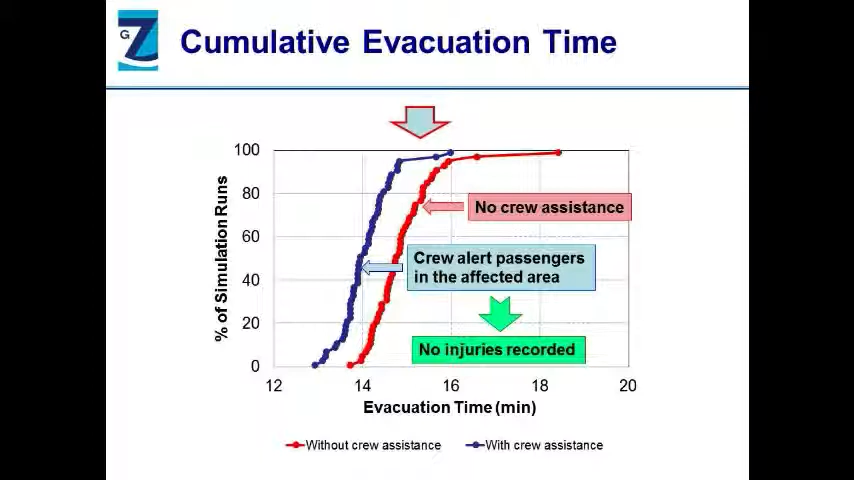 GZ
Cumulative Evacuation Time
100
80
60
40
20
0
% of Simulation Runs
No crew assistance
Crew alert passengers
in the affected area
No injuries recorded
12 14 16 18 20
Evacuation Time (min)
Without crew assistance With crew assistance